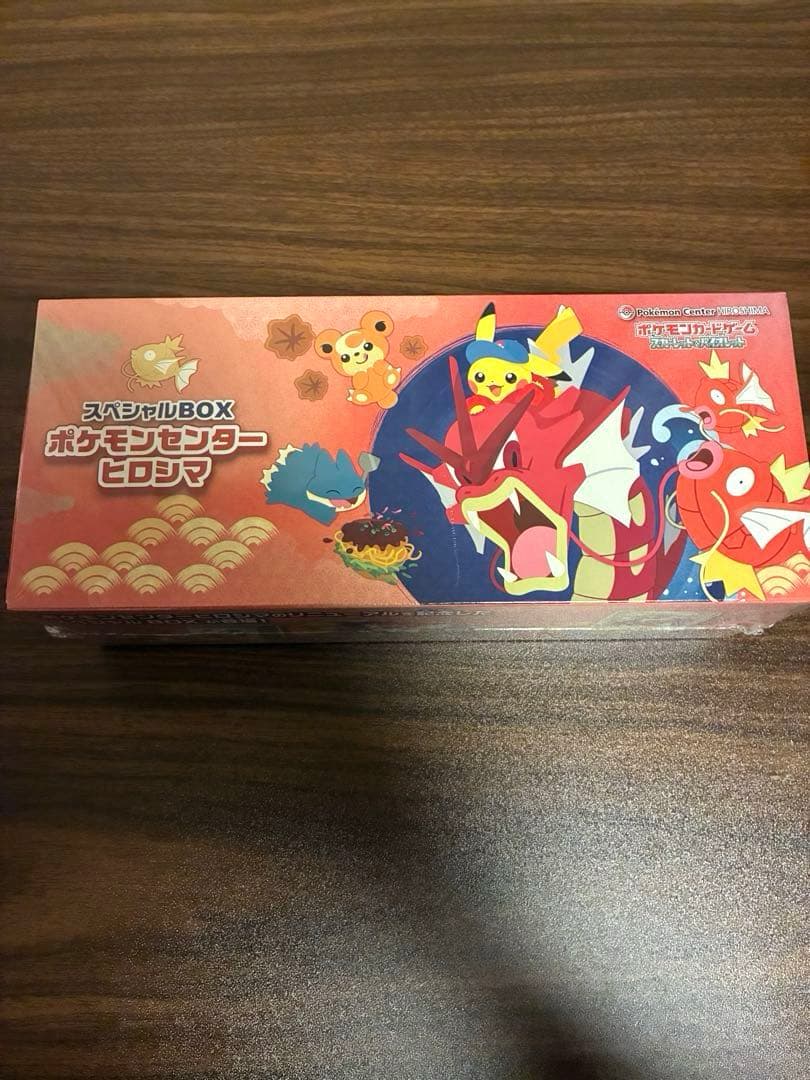 スペシャルBOX
ポケモンセンター
ヒロシマ
Pokémon Center HIROSHIMA
ポケモンカードゲーム
スカーレット&バイオレット